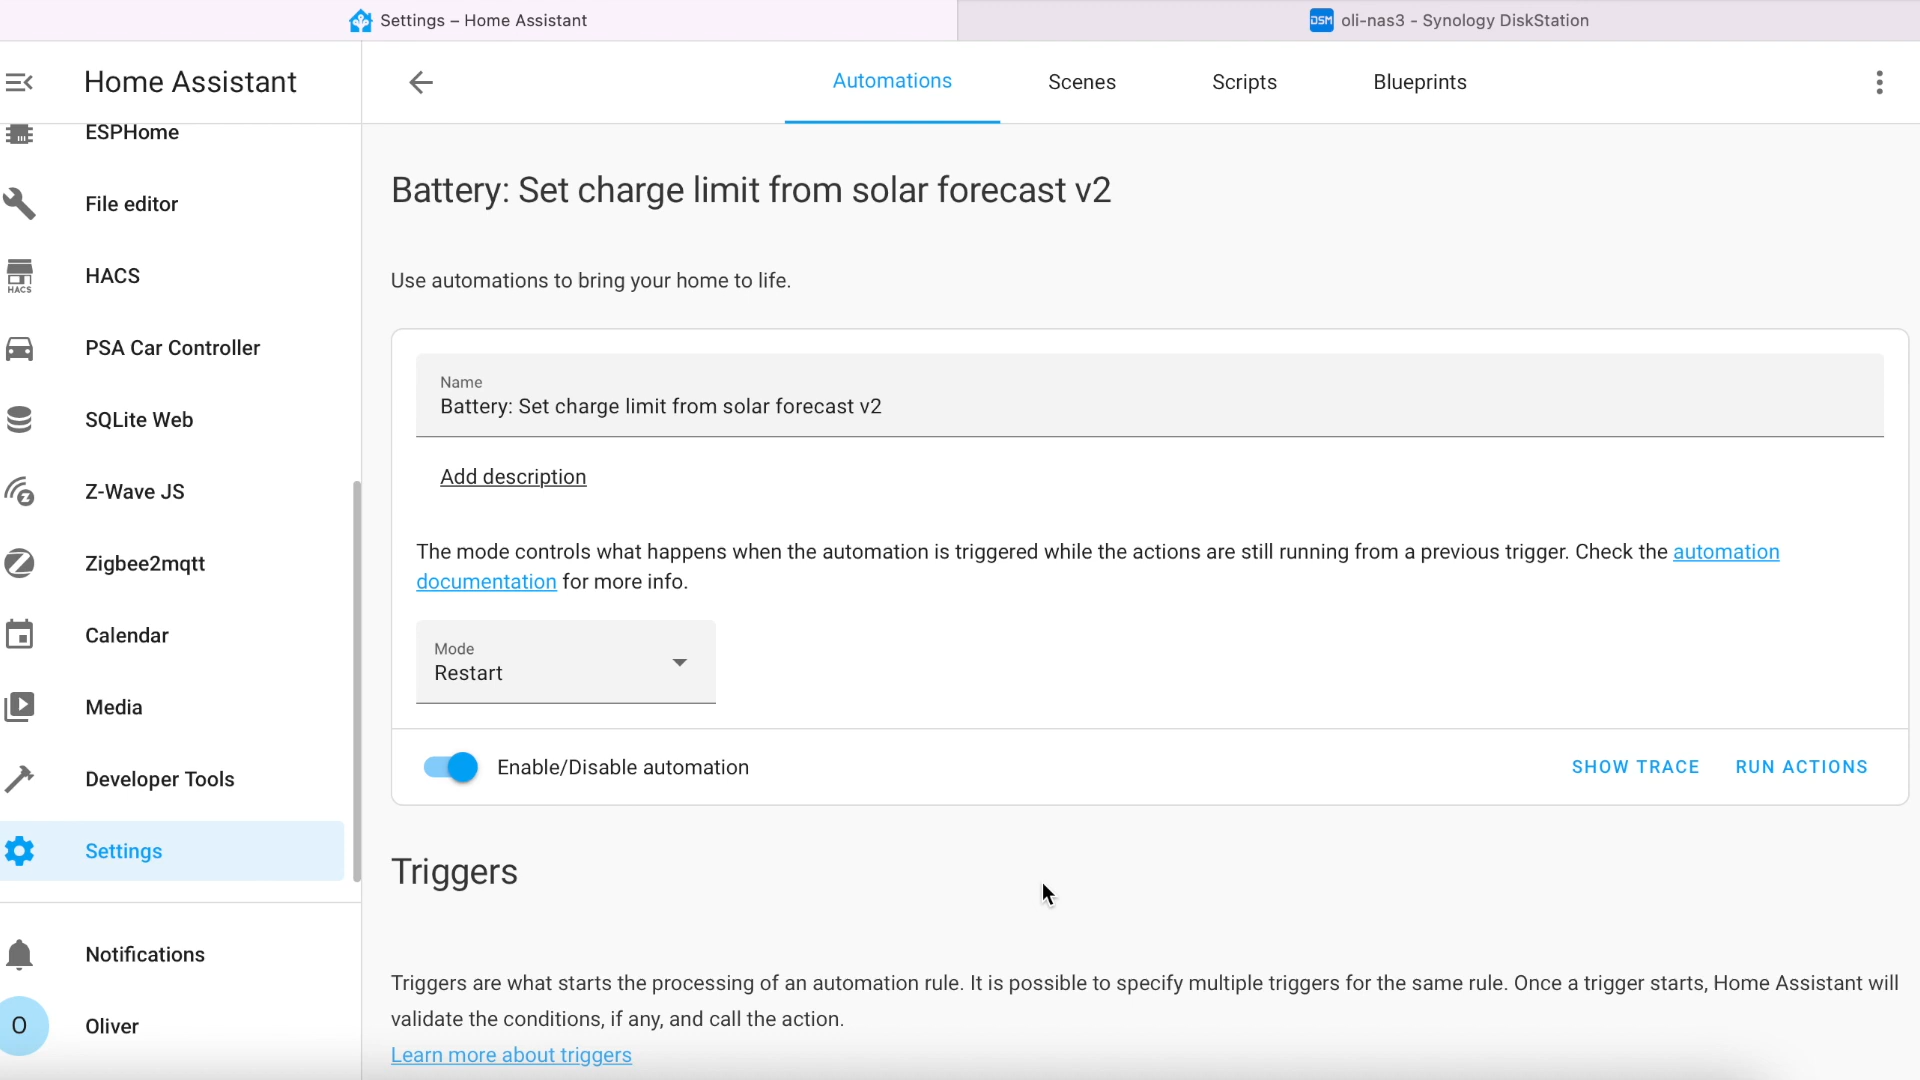 Settings – Home Assistant
DSM oli-nas3 - Synology DiskStation
Home Assistant
Automations
Scenes
Scripts
Blueprints
ESPHome
File editor
HACS
HACS
PSA Car Controller
SQLite Web
Z-Wave JS
Zigbee2mqtt
Calendar
Media
Developer Tools
Settings
Notifications
O
Oliver
Battery: Set charge limit from solar forecast v2
Use automations to bring your home to life.
Name
Battery: Set charge limit from solar forecast v2
Add description
The mode controls what happens when the automation is triggered while the actions are still running from a previous trigger. Check the automation
documentation for more info.
Mode
Restart
Enable/Disable automation
SHOW TRACE
RUN ACTIONS
Triggers
Triggers are what starts the processing of an automation rule. It is possible to specify multiple triggers for the same rule. Once a trigger starts, Home Assistant will
validate the conditions, if any, and call the action.
Learn more about triggers